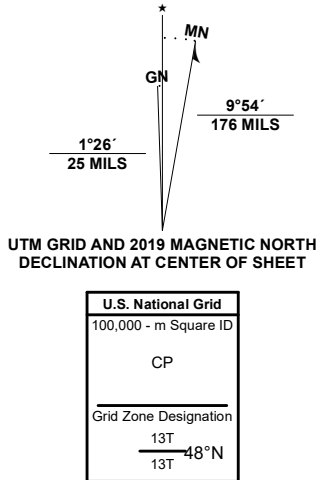 ★
MN
GN
9°54´
176 MILS
1°26´
25 MILS
UTM GRID AND 2019 MAGNETIC NORTH
DECLINATION AT CENTER OF SHEET
U.S. National Grid
100,000 - m Square ID
CP
Grid Zone Designation
13T
48°N
13T